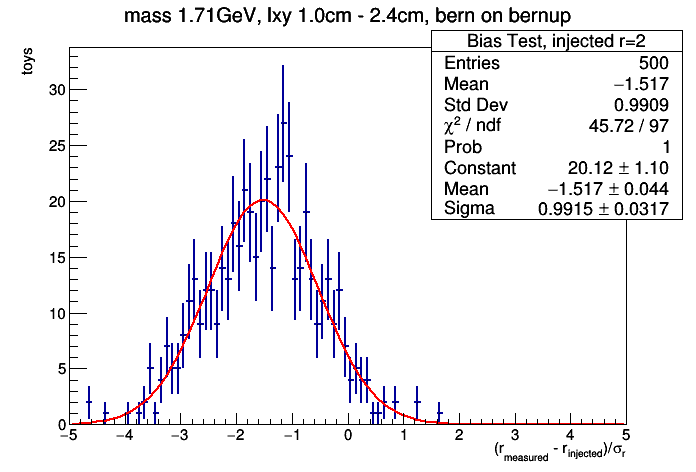 mass 1.71GeV, lxy 1.0cm - 2.4cm, bern on bernup
Bias Test, injected r=2
Entries 500
Mean −1.517
Std Dev 0.9909
χ² / ndf 45.72 / 97
Prob 1
Constant 20.12 ± 1.10
Mean −1.517 ± 0.044
Sigma 0.9915 ± 0.0317
toys
30
25
20
15
10
5
0
−5 −4 −3 −2 −1 0 1 2 3 4 5
(r_measured - r_injected)/σ_r